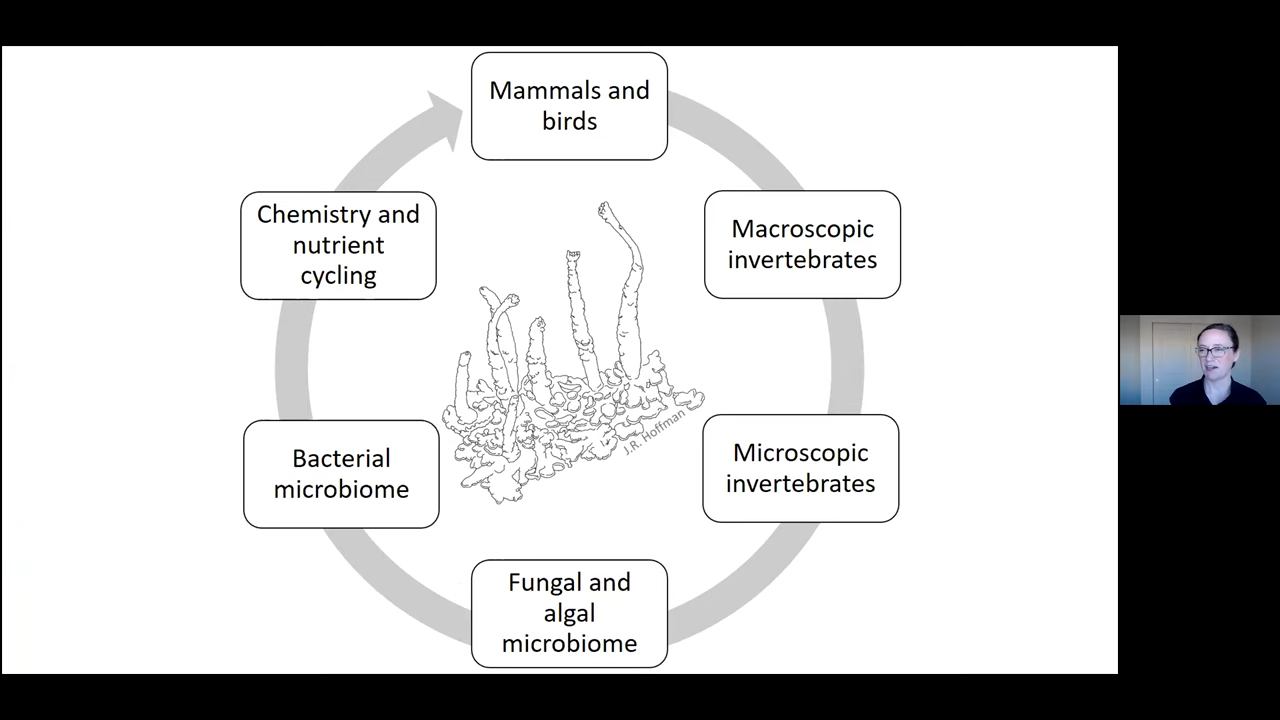 Mammals and
birds
Macroscopic
invertebrates
Microscopic
invertebrates
Fungal and
algal
microbiome
Bacterial
microbiome
Chemistry and
nutrient
cycling
J.R. Hoffman